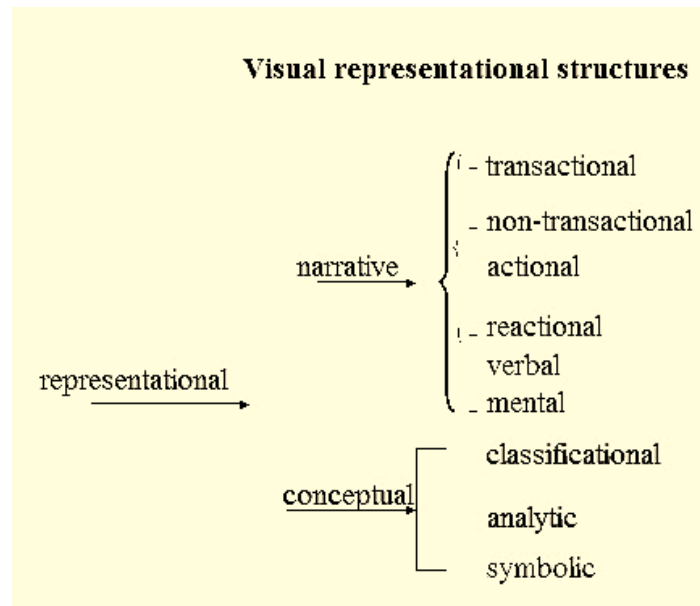 Visual representational structures
transactional
non-transactional
narrative
actional
reactional
verbal
representational
mental
classificational
conceptual
analytic
symbolic